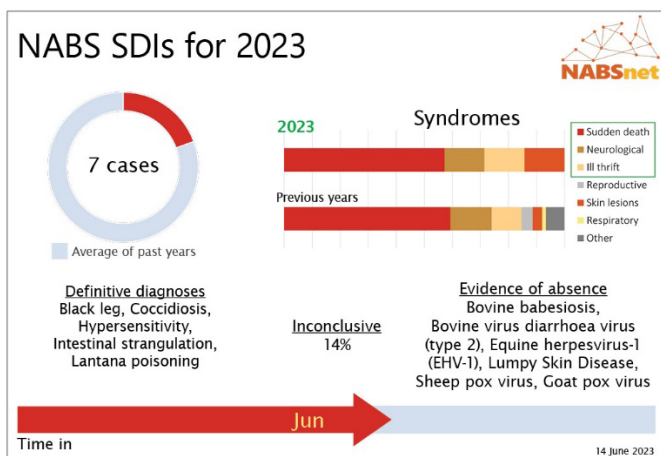 NABS SDIs for 2023
NABSnet
7 cases
Average of past years
Syndromes
2023
Previous years
Sudden death
Neurological
Ill thrift
Reproductive
Skin lesions
Respiratory
Other
Definitive diagnoses
Black leg, Coccidiosis,
Hypersensitivity,
Intestinal strangulation,
Lantana poisoning
Inconclusive
14%
Evidence of absence
Bovine babesiosis,
Bovine virus diarrhoea virus
(type 2), Equine herpesvirus-1
(EHV-1), Lumpy Skin Disease,
Sheep pox virus, Goat pox virus
Jun
Time in
14 June 2023